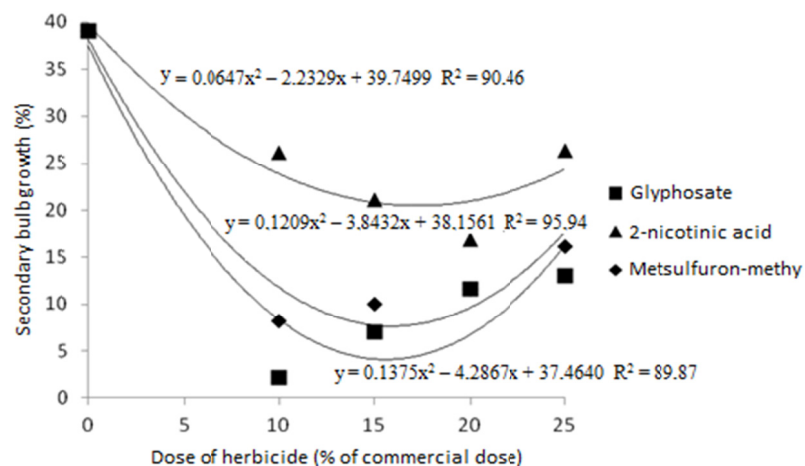 40
35
30
25
20
15
10
5
0
Secondary bulbgrowth (%)
y = 0.0647x² – 2.2329x + 39.7499 R² = 90.46
y = 0.1209x² – 3.8432x + 38.1561 R² = 95.94
y = 0.1375x² – 4.2867x + 37.4640 R² = 89.87
0 5 10 15 20 25
Dose of herbicide (% of commercial dose)
Glyphosate
2-nicotinic acid
Metsulfuron-methy